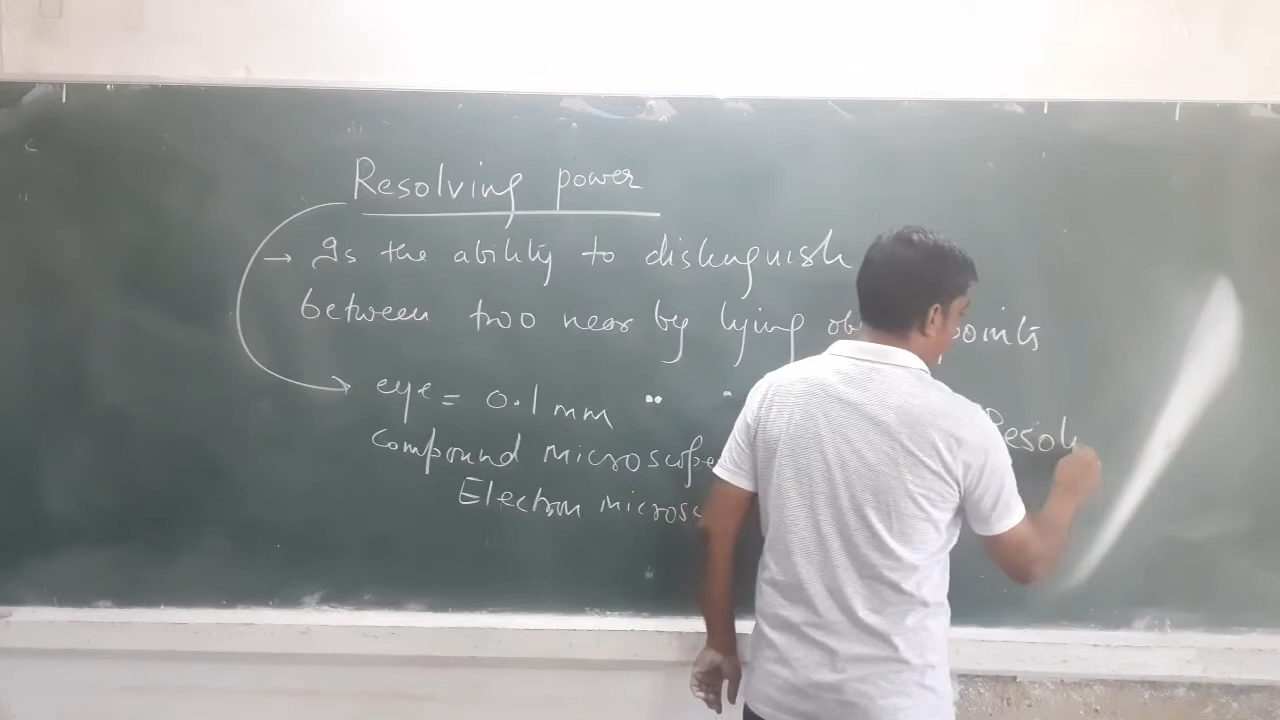 Resolving power
→ Is the ability to distinguish
between two near by lying ob points
eye = 0.1 mm
Compound microscope
Electron microsc
Resol